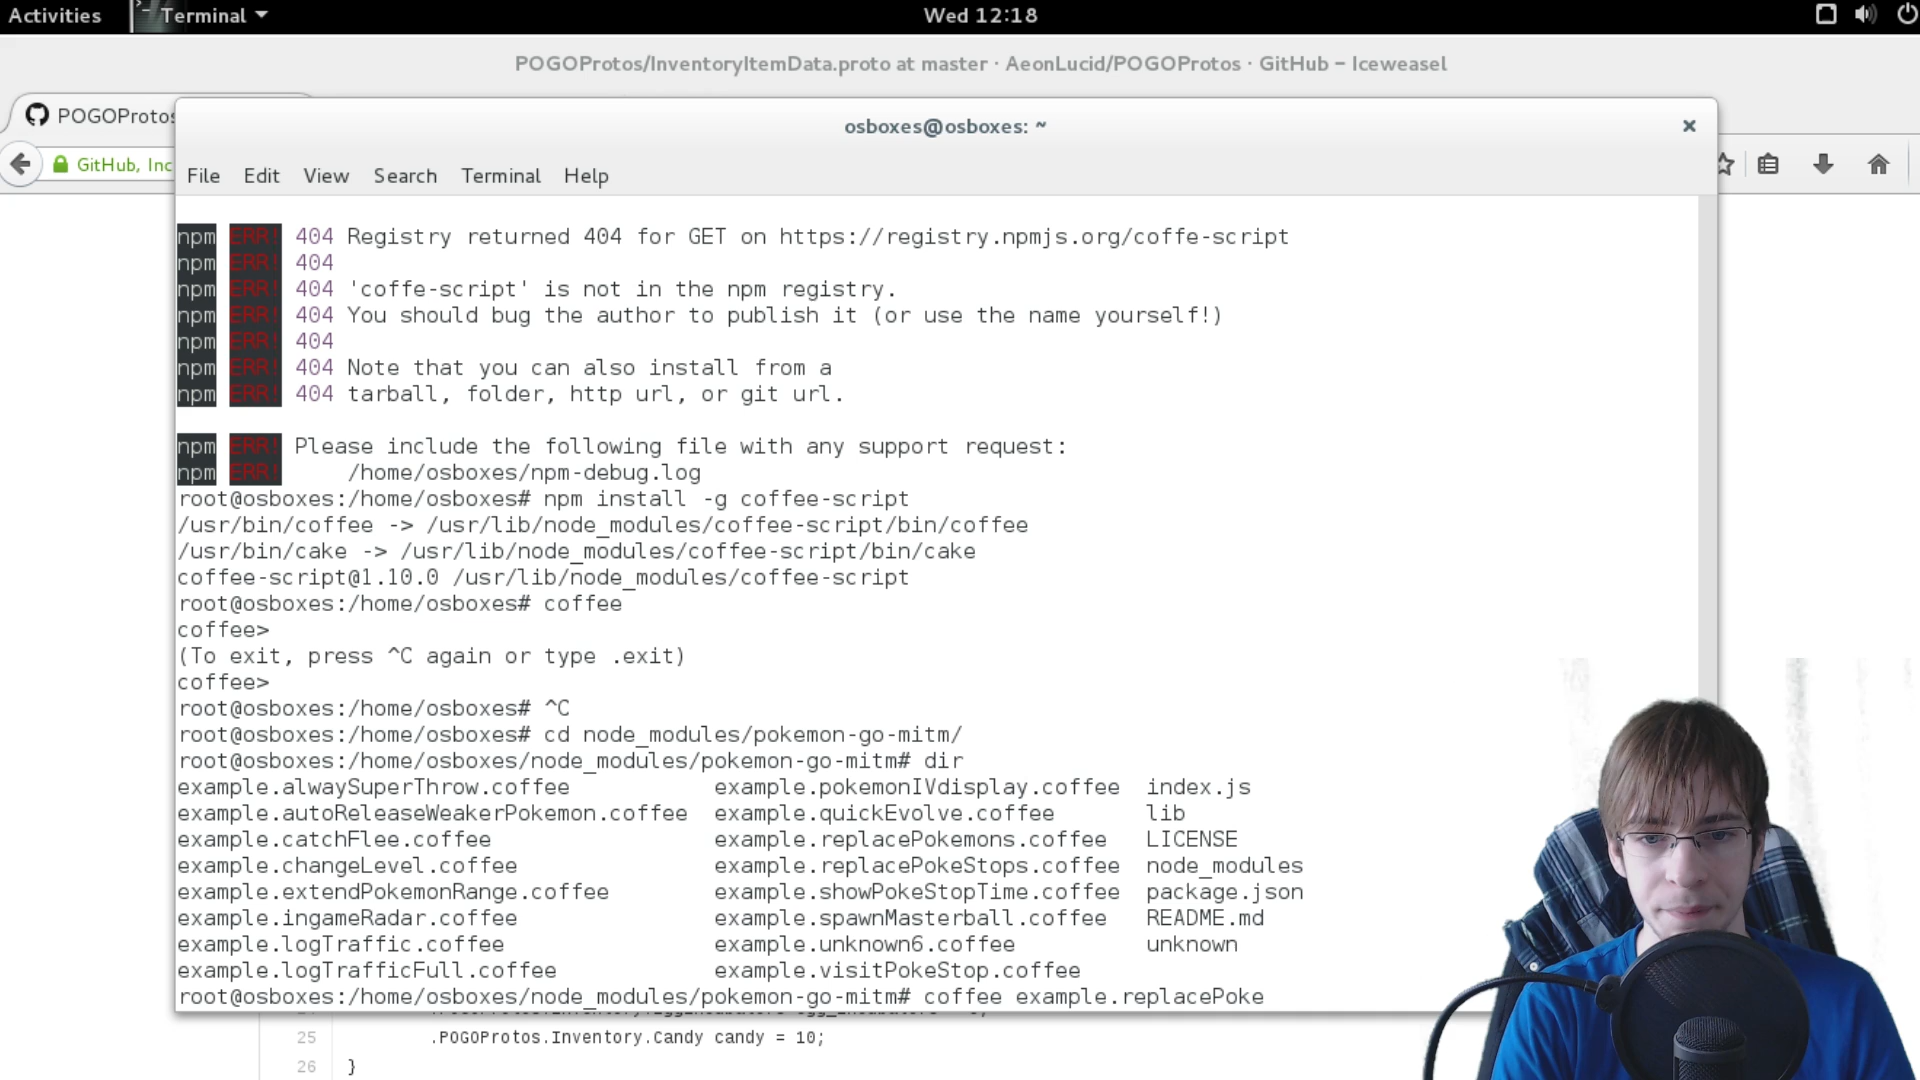 Activities
Terminal
Wed 12:18
POGOProtos/InventoryItemData.proto at master · AeonLucid/POGOProtos · GitHub – Iceweasel
POGOProtos
GitHub, Inc
osboxes@osboxes: ~
File Edit View Search Terminal Help
npm ERR! 404 Registry returned 404 for GET on https://registry.npmjs.org/coffe-script
npm ERR! 404
npm ERR! 404 'coffe-script' is not in the npm registry.
npm ERR! 404 You should bug the author to publish it (or use the name yourself!)
npm ERR! 404
npm ERR! 404 Note that you can also install from a
npm ERR! 404 tarball, folder, http url, or git url.
npm ERR! Please include the following file with any support request:
npm ERR!     /home/osboxes/npm-debug.log
root@osboxes:/home/osboxes# npm install -g coffee-script
/usr/bin/coffee -> /usr/lib/node_modules/coffee-script/bin/coffee
/usr/bin/cake -> /usr/lib/node_modules/coffee-script/bin/cake
coffee-script@1.10.0 /usr/lib/node_modules/coffee-script
root@osboxes:/home/osboxes# coffee
coffee>
(To exit, press ^C again or type .exit)
coffee>
root@osboxes:/home/osboxes# ^C
root@osboxes:/home/osboxes# cd node_modules/pokemon-go-mitm/
root@osboxes:/home/osboxes/node_modules/pokemon-go-mitm# dir
example.alwaySuperThrow.coffee example.pokemonIVdisplay.coffee index.js
example.autoReleaseWeakerPokemon.coffee example.quickEvolve.coffee lib
example.catchFlee.coffee example.replacePokemons.coffee LICENSE
example.changeLevel.coffee example.replacePokeStops.coffee node_modules
example.extendPokemonRange.coffee example.showPokeStopTime.coffee package.json
example.ingameRadar.coffee example.spawnMasterball.coffee README.md
example.logTraffic.coffee example.unknown6.coffee unknown
example.logTrafficFull.coffee example.visitPokeStop.coffee
root@osboxes:/home/osboxes/node_modules/pokemon-go-mitm# coffee example.replacePoke
25 .POGOProtos.Inventory.Candy candy = 10;
26 }